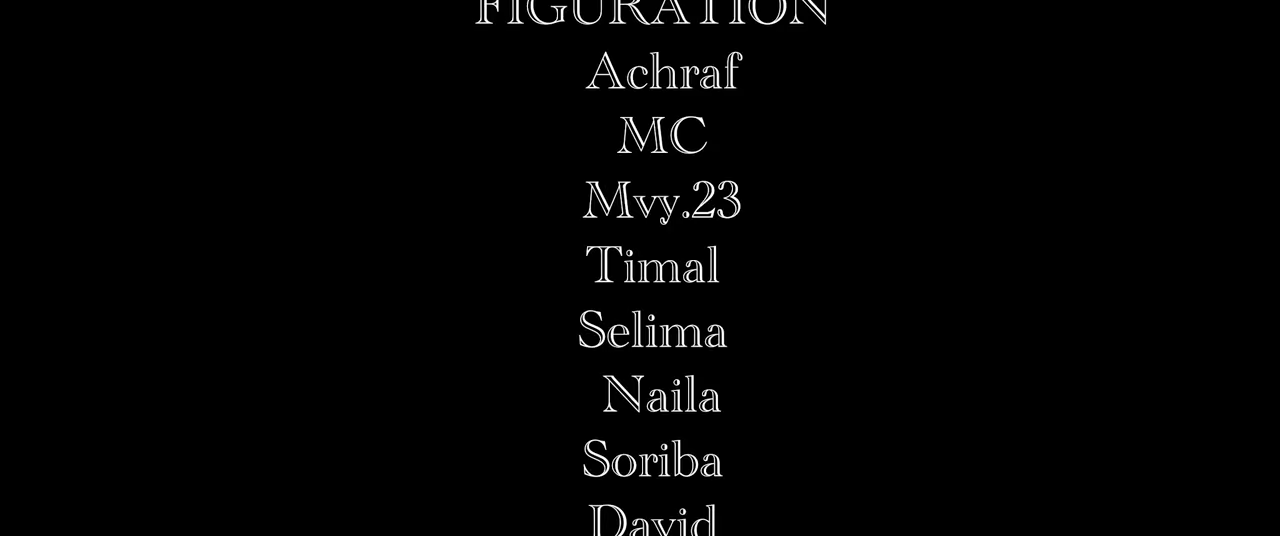 FIGURATION
Achraf
MC
Mvy.23
Timal
Selima
Naila
Soriba
David